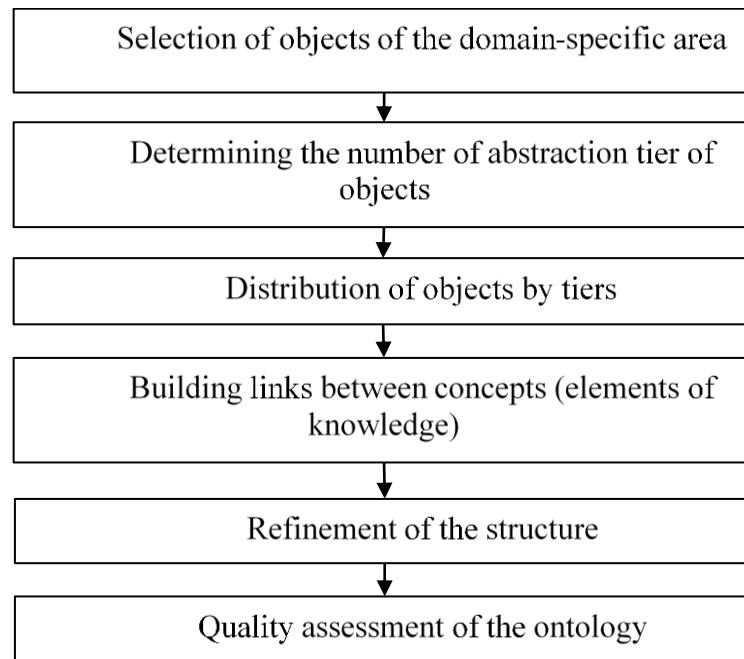 Selection of objects of the domain-specific area
Determining the number of abstraction tier of
objects
Distribution of objects by tiers
Building links between concepts (elements of
knowledge)
Refinement of the structure
Quality assessment of the ontology